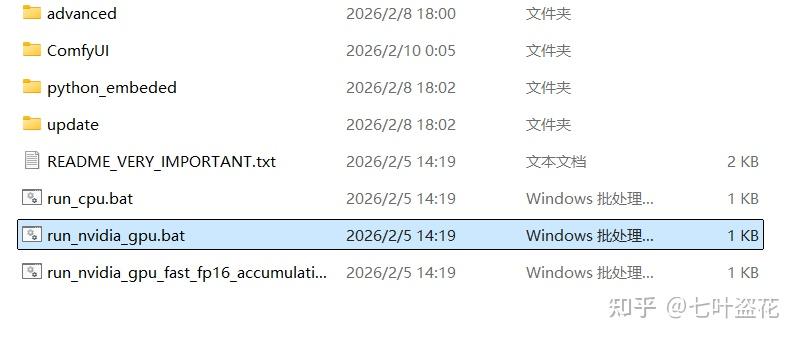 advanced 2026/2/8 18:00 文件夹
ComfyUI 2026/2/10 0:05 文件夹
python_embeded 2026/2/8 18:02 文件夹
update 2026/2/8 18:02 文件夹
README_VERY_IMPORTANT.txt 2026/2/5 14:19 文本文档 2 KB
run_cpu.bat 2026/2/5 14:19 Windows 批处理... 1 KB
run_nvidia_gpu.bat 2026/2/5 14:19 Windows 批处理... 1 KB
run_nvidia_gpu_fast_fp16_accumulati... 2026/2/5 14:19 Windows 批处理... 1 KB
知乎 @七叶盗花